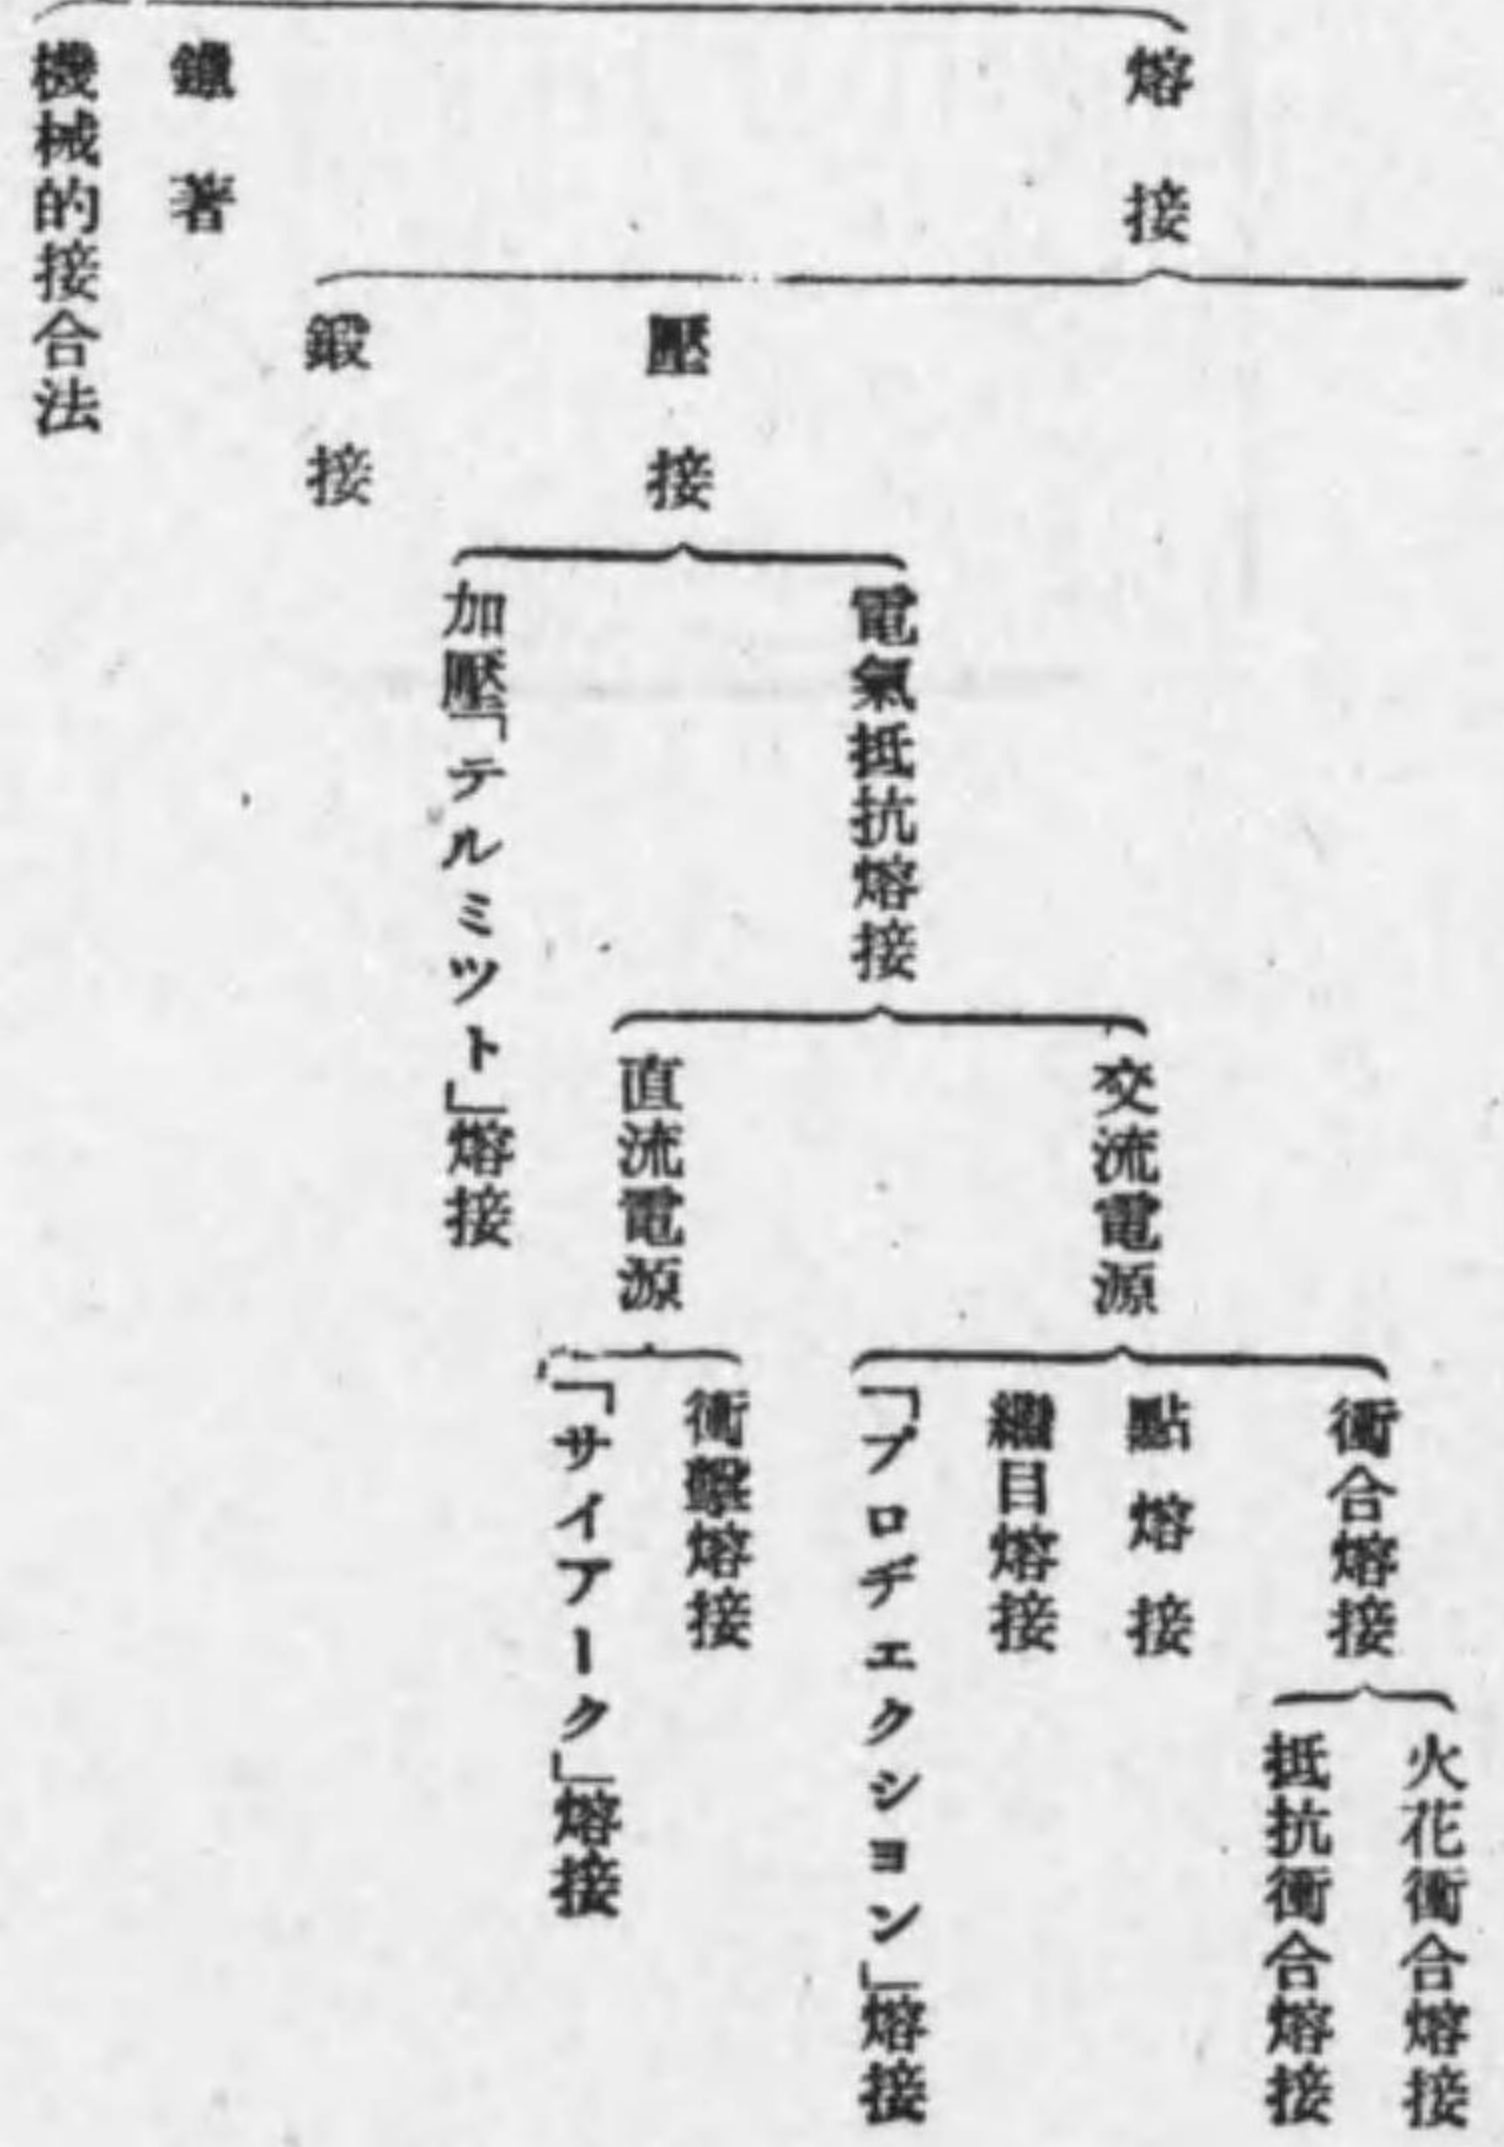 熔接
壓接
電氣抵抗熔接
交流電源
衝合熔接
火花衝合熔接
抵抗衝合熔接
點熔接
繼目熔接
「プロヂエクシヨン」熔接
直流電源
衝擊熔接
「サイアーク」熔接
加壓「テルミツト」熔接
鍛接
鑞著
機械的接合法